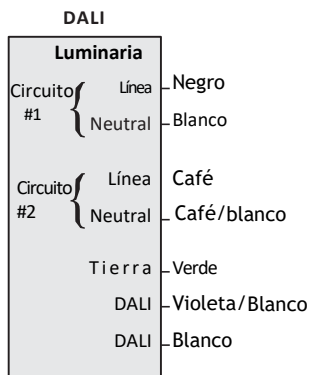 DALI
Luminaria
Circuito #1
Línea Negro
Neutral Blanco
Circuito #2
Línea Café
Neutral Café/blanco
Tierra Verde
DALI Violeta/Blanco
DALI Blanco